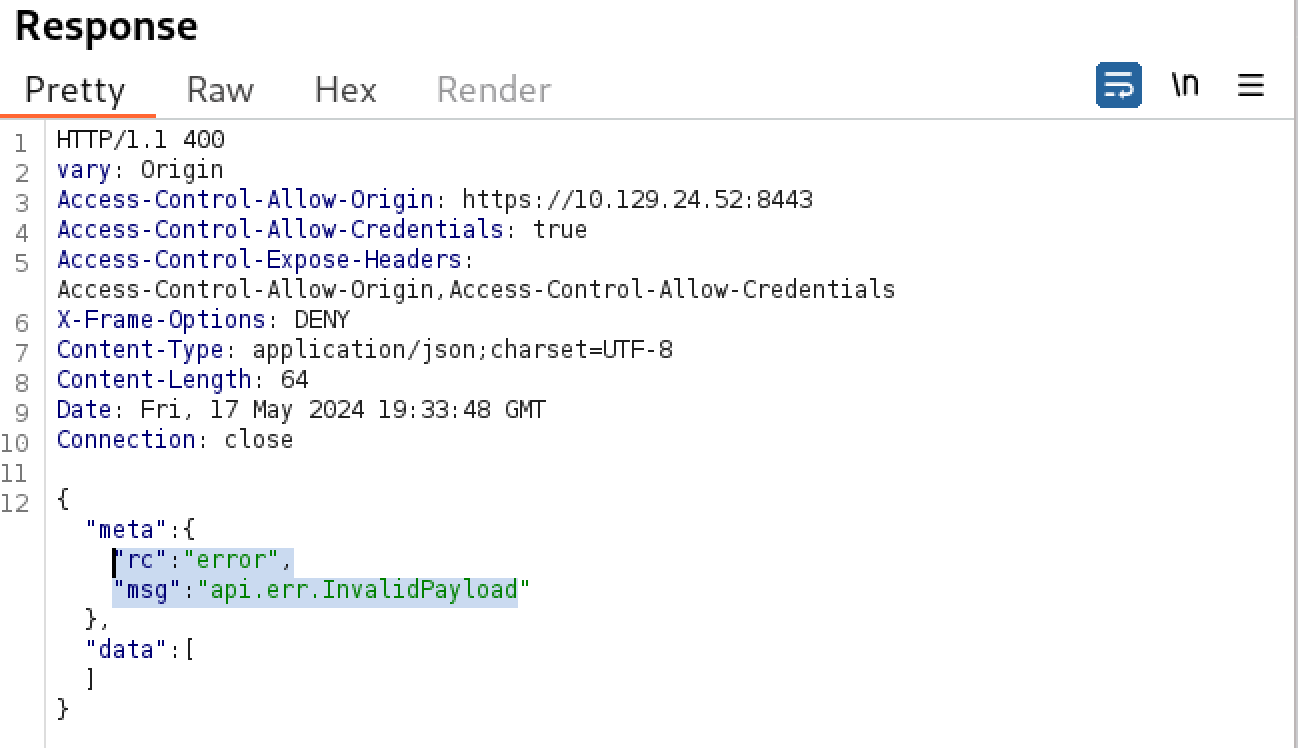 Response
Pretty Raw Hex Render \n
1 HTTP/1.1 400
2 vary: Origin
3 Access-Control-Allow-Origin: https://10.129.24.52:8443
4 Access-Control-Allow-Credentials: true
5 Access-Control-Expose-Headers:
Access-Control-Allow-Origin,Access-Control-Allow-Credentials
6 X-Frame-Options: DENY
7 Content-Type: application/json;charset=UTF-8
8 Content-Length: 64
9 Date: Fri, 17 May 2024 19:33:48 GMT
10 Connection: close
11
12 {
"meta":{
"rc":"error",
"msg":"api.err.InvalidPayload"
},
"data":[
]
}